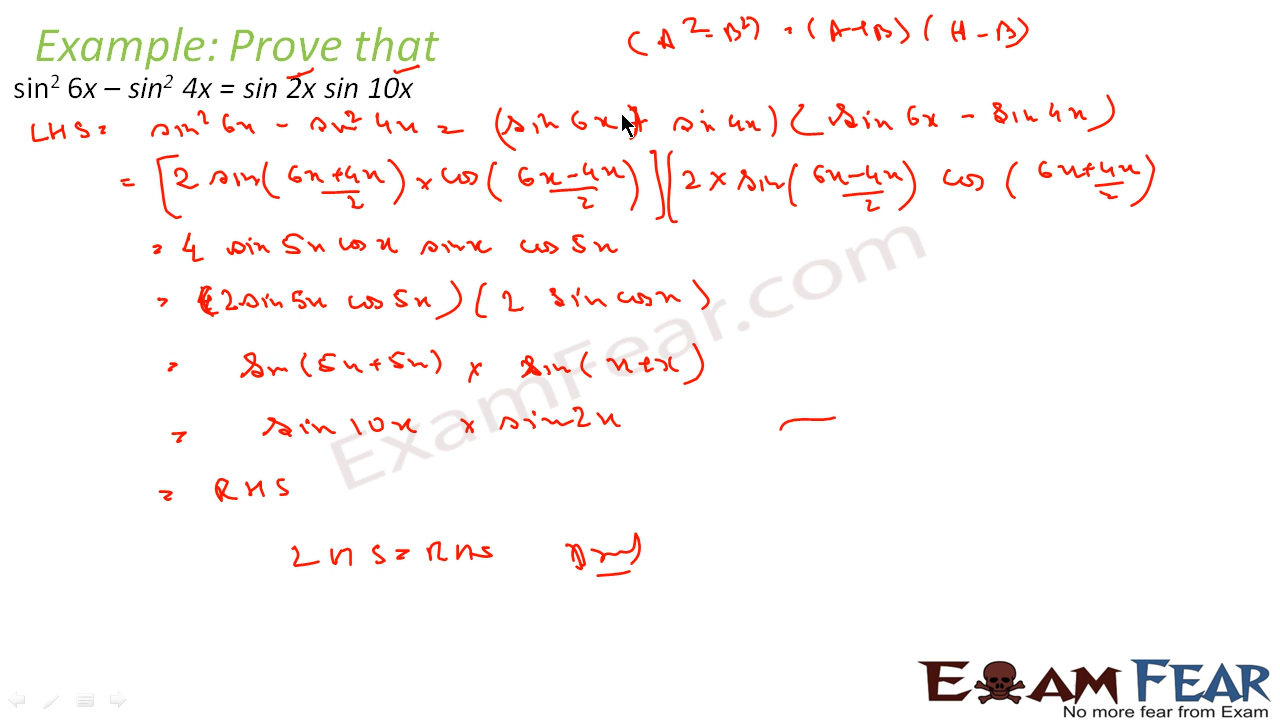 Example: Prove that
(A² - B²) = (A+B) (A - B)
sin² 6x – sin² 4x = sin 2x sin 10x
LHS = sin² 6x - sin² 4x = (sin 6x + sin 4x) (sin 6x - sin 4x)
= [2 sin(6x+4x/2) × cos(6x-4x/2)] [2 × sin(6x-4x/2) cos (6x+4x/2)
= 4 sin 5x cos x sin x cos 5x
= (2 sin 5x cos 5x) (2 sin cos x)
= sin (5x+5x) × sin (x+x)
= sin 10x × sin 2x
= RHS
LHS = RHS
ExamFear.com
EXAM FEAR
No more fear from Exam